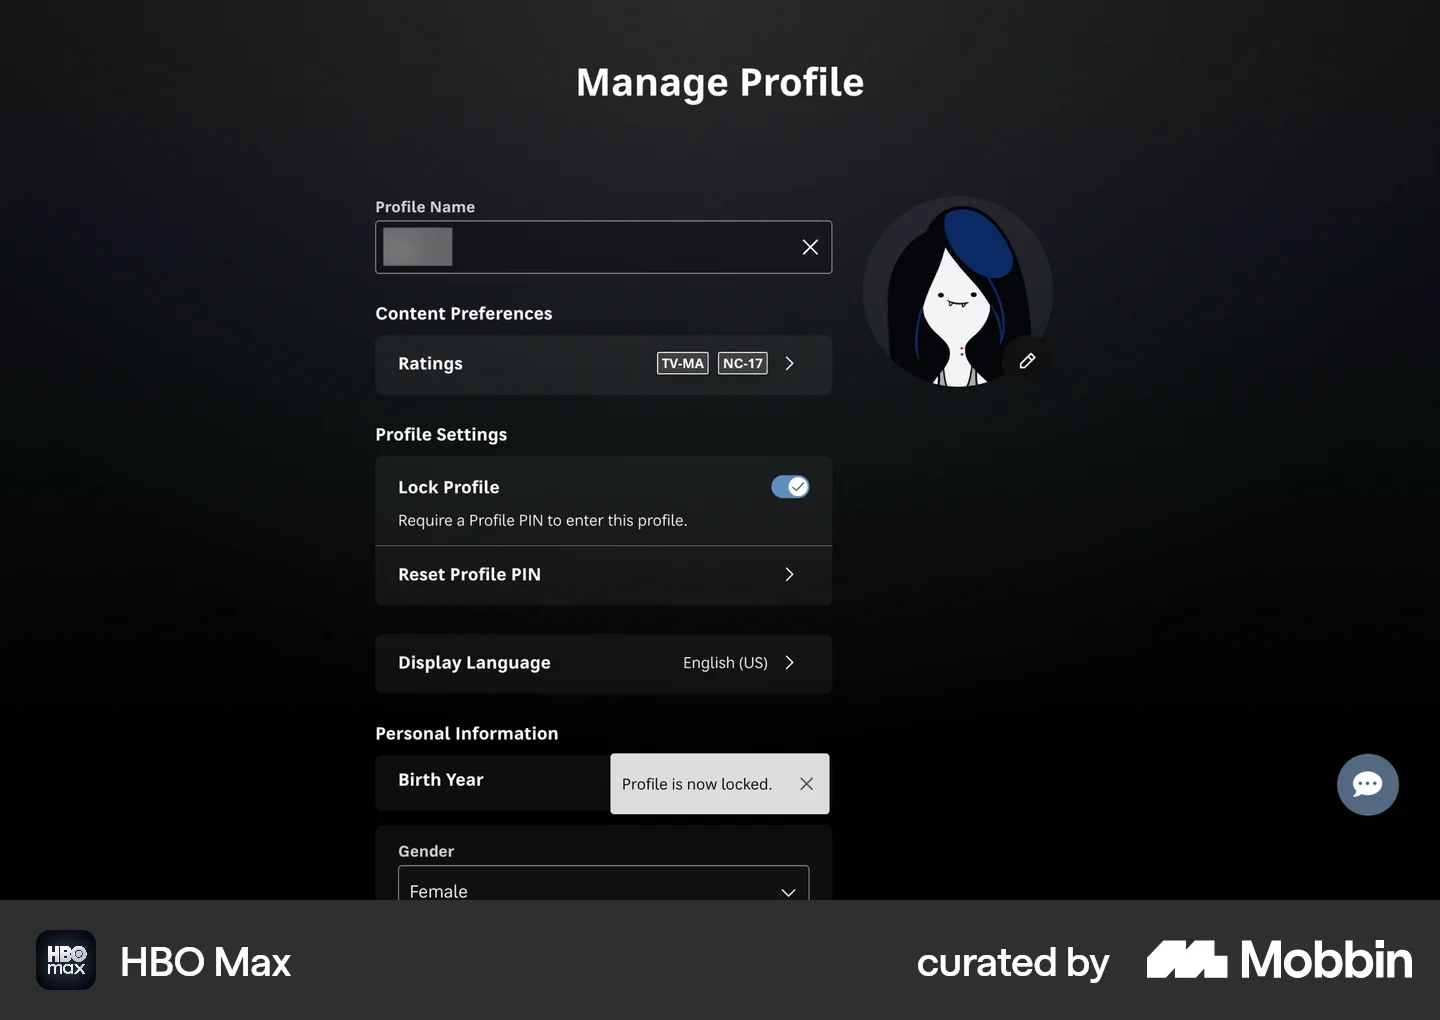 Manage Profile
Profile Name
Content Preferences
Ratings TV-MA NC-17
Profile Settings
Lock Profile
Require a Profile PIN to enter this profile.
Reset Profile PIN
Display Language English (US)
Personal Information
Birth Year
Profile is now locked.
Gender
Female
HBO max HBO Max curated by Mobbin